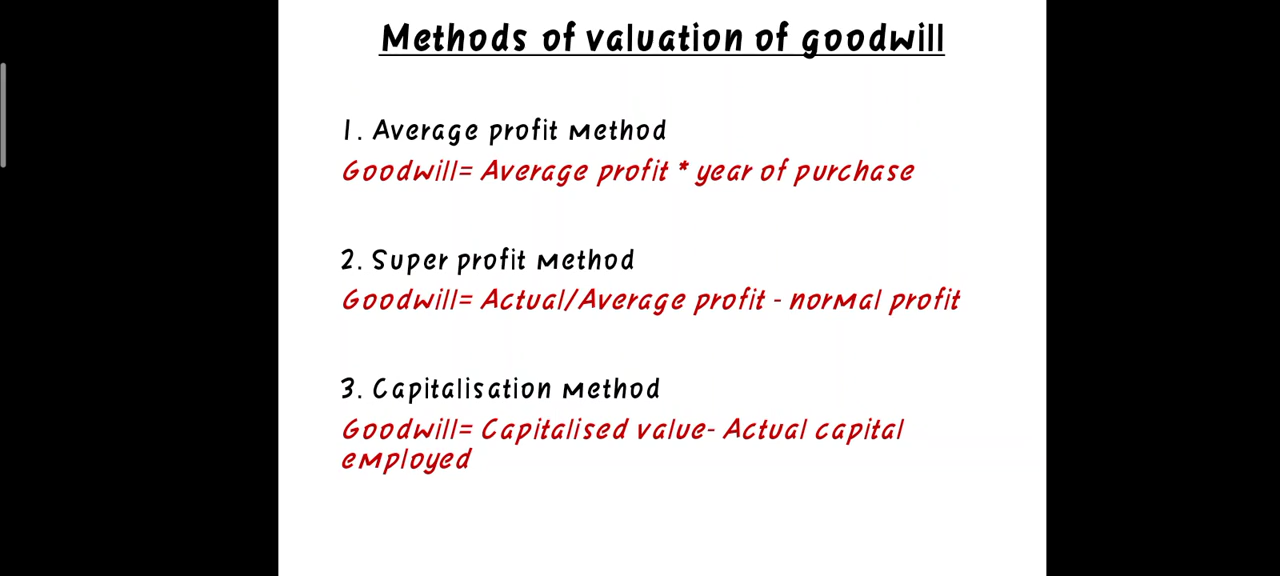 Methods of valuation of goodwill
1. Average profit method
Goodwill= Average profit * year of purchase
2. Super profit method
Goodwill= Actual/Average profit - normal profit
3. Capitalisation method
Goodwill= Capitalised value- Actual capital
employed